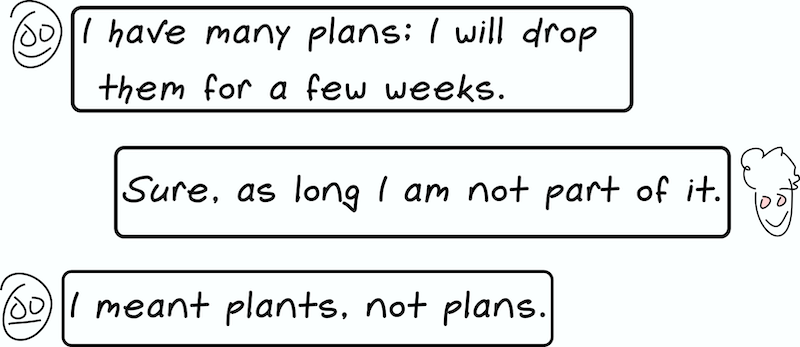 I have many plans; I will drop
them for a few weeks.
Sure, as long I am not part of it.
I meant plants, not plans.